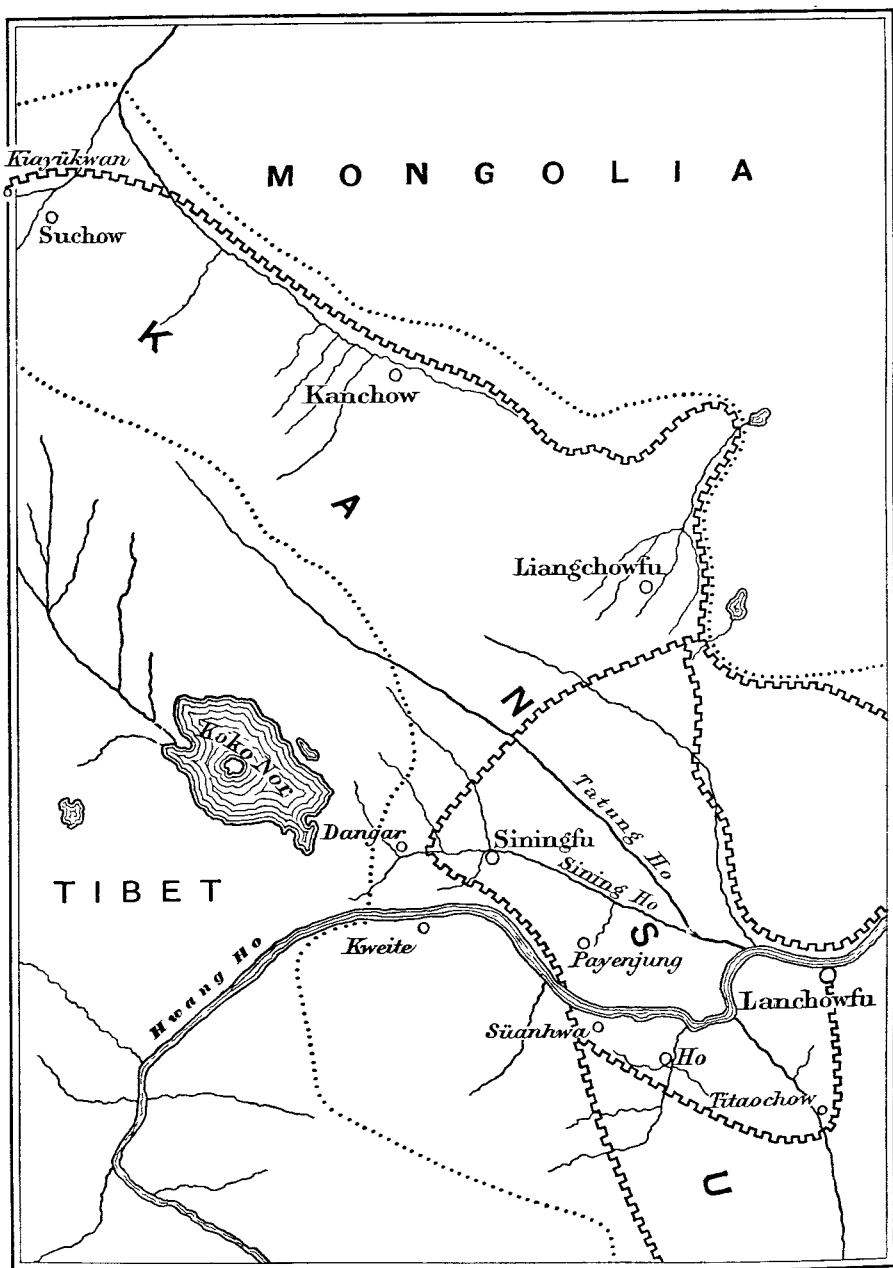 MONGOLIA
Kiayükwan
Suchow
Kanchow
Liangchowfu
KANSU
Koko Nor
Dangar
Siningfu
Tatung Ho
Sining Ho
TIBET
Hwang Ho
Kweite
Payenjung
Lanchowfu
Süanhwa
Ho
Titaochow